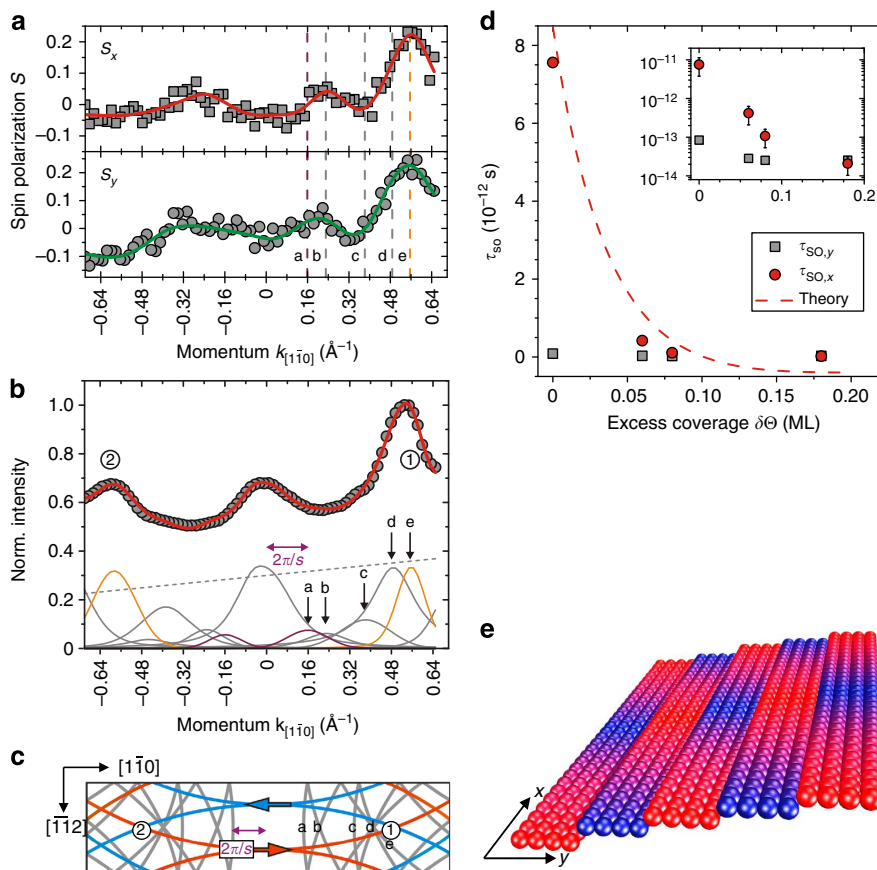 a
S_x
0.2
0.1
0
−0.1
S_y
0.2
0.1
0
−0.1
a b c d e
Spin polarization S
−0.64 −0.48 −0.32 −0.16 0 0.16 0.32 0.48 0.64
Momentum k_[11̄0] (Å⁻¹)
b
1.0
0.8
0.6
0.4
0.2
0
Norm. intensity
2 1
d e
2π/s
a b c
−0.64 −0.48 −0.32 −0.16 0 0.16 0.32 0.48 0.64
Momentum k_[11̄0] (Å⁻¹)
c
[11̄0]
[1̄1̄2]
2 a b c d 1
e
2π/s
d
8
6
4
2
0
τ_so (10⁻¹² s)
10⁻¹¹
10⁻¹²
10⁻¹³
10⁻¹⁴
0 0.1 0.2
τ_SO,y
τ_SO,x
Theory
0 0.05 0.10 0.15 0.20
Excess coverage δΘ (ML)
e
x
y